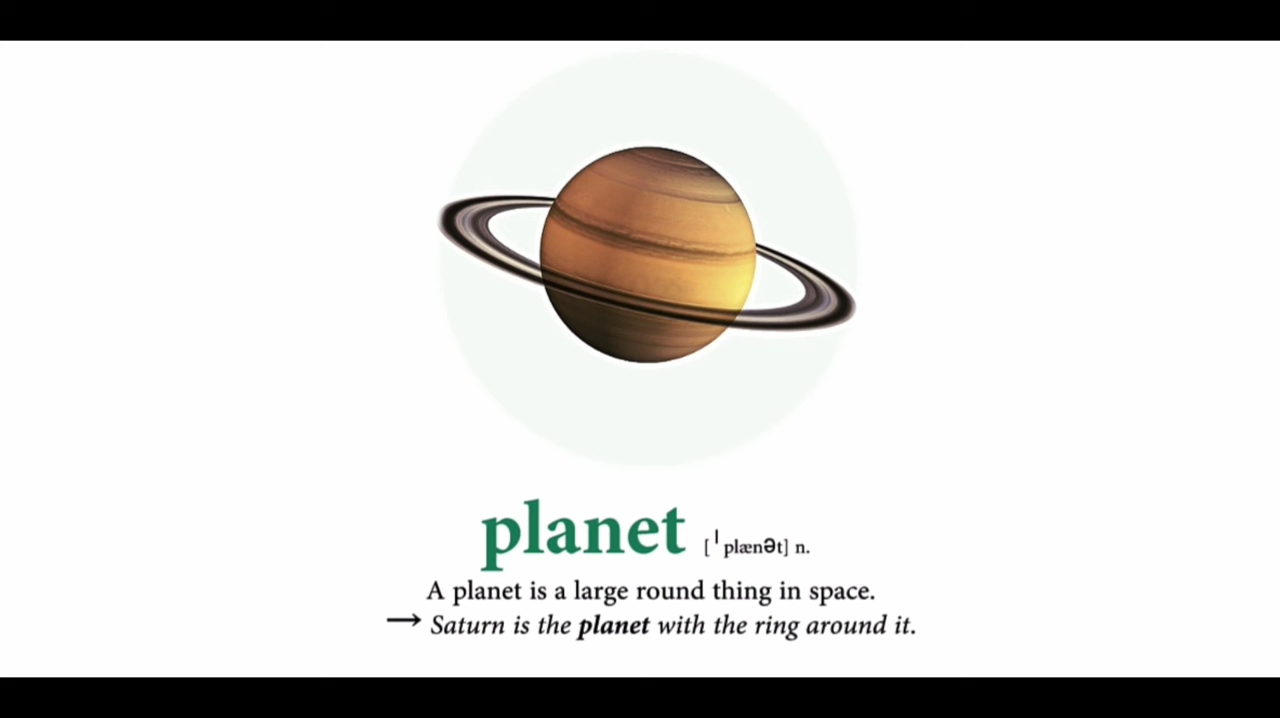 planet [ˈplænət] n.
A planet is a large round thing in space.
→ Saturn is the planet with the ring around it.